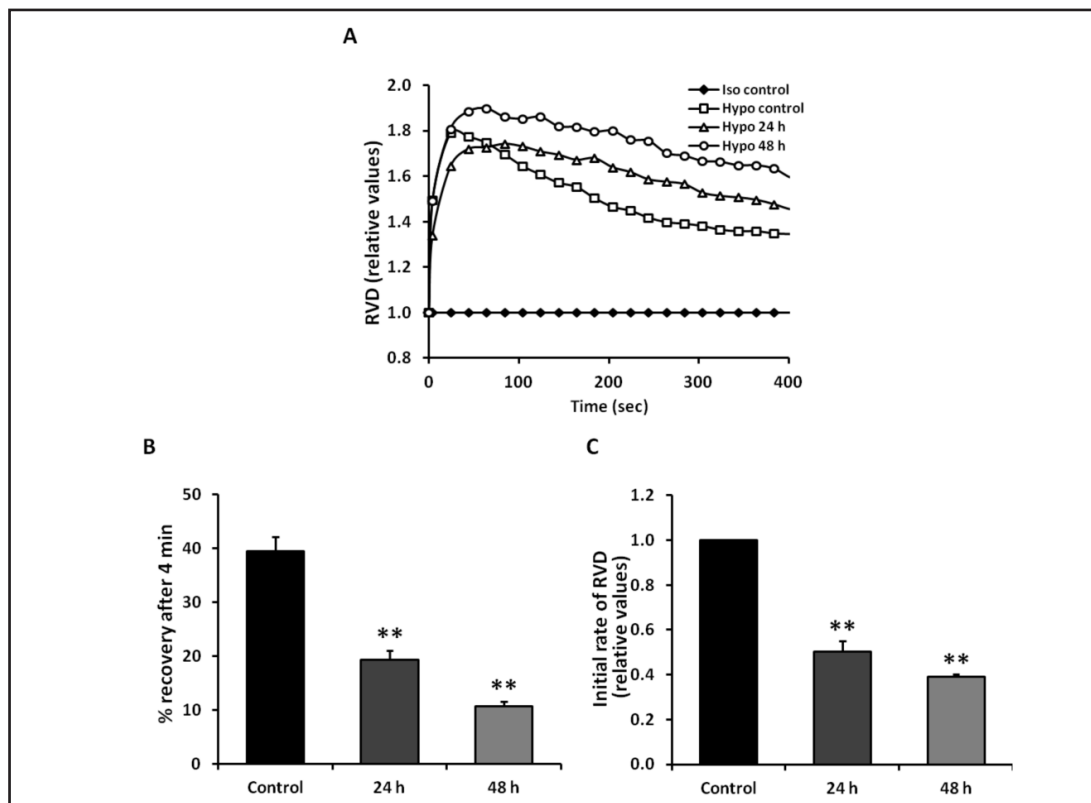 A
RVD (relative values)
2.0
1.8
1.6
1.4
1.2
1.0
0.8
0
100
200
300
400
Time (sec)
Iso control
Hypo control
Hypo 24 h
Hypo 48 h
B
% recovery after 4 min
50
40
30
20
10
0
**
**
Control
24 h
48 h
C
Initial rate of RVD
(relative values)
1.2
1.0
0.8
0.6
0.4
0.2
0.0
**
**
Control
24 h
48 h